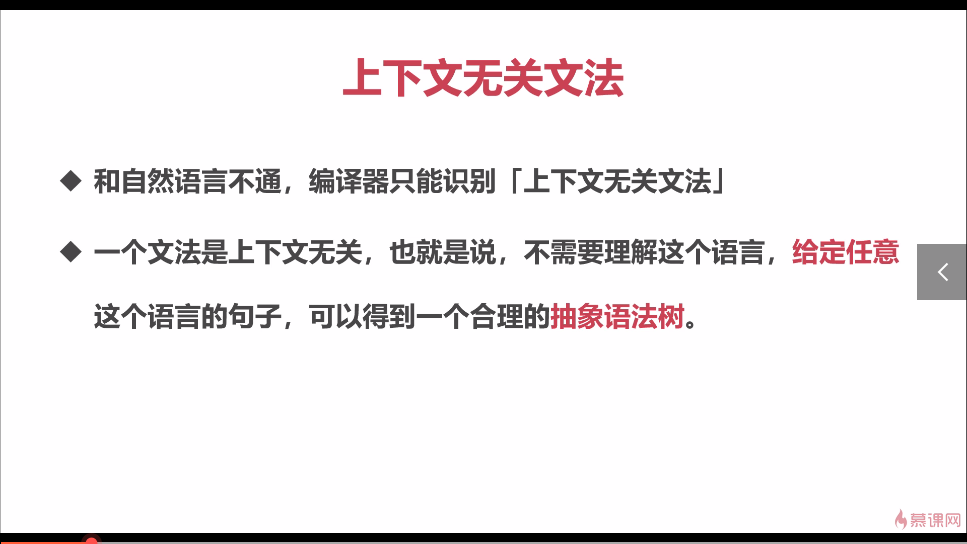 上下文无关文法
◆ 和自然语言不通，编译器只能识别「上下文无关文法」
◆ 一个文法是上下文无关，也就是说，不需要理解这个语言，给定任意
这个语言的句子，可以得到一个合理的抽象语法树。
慕课网